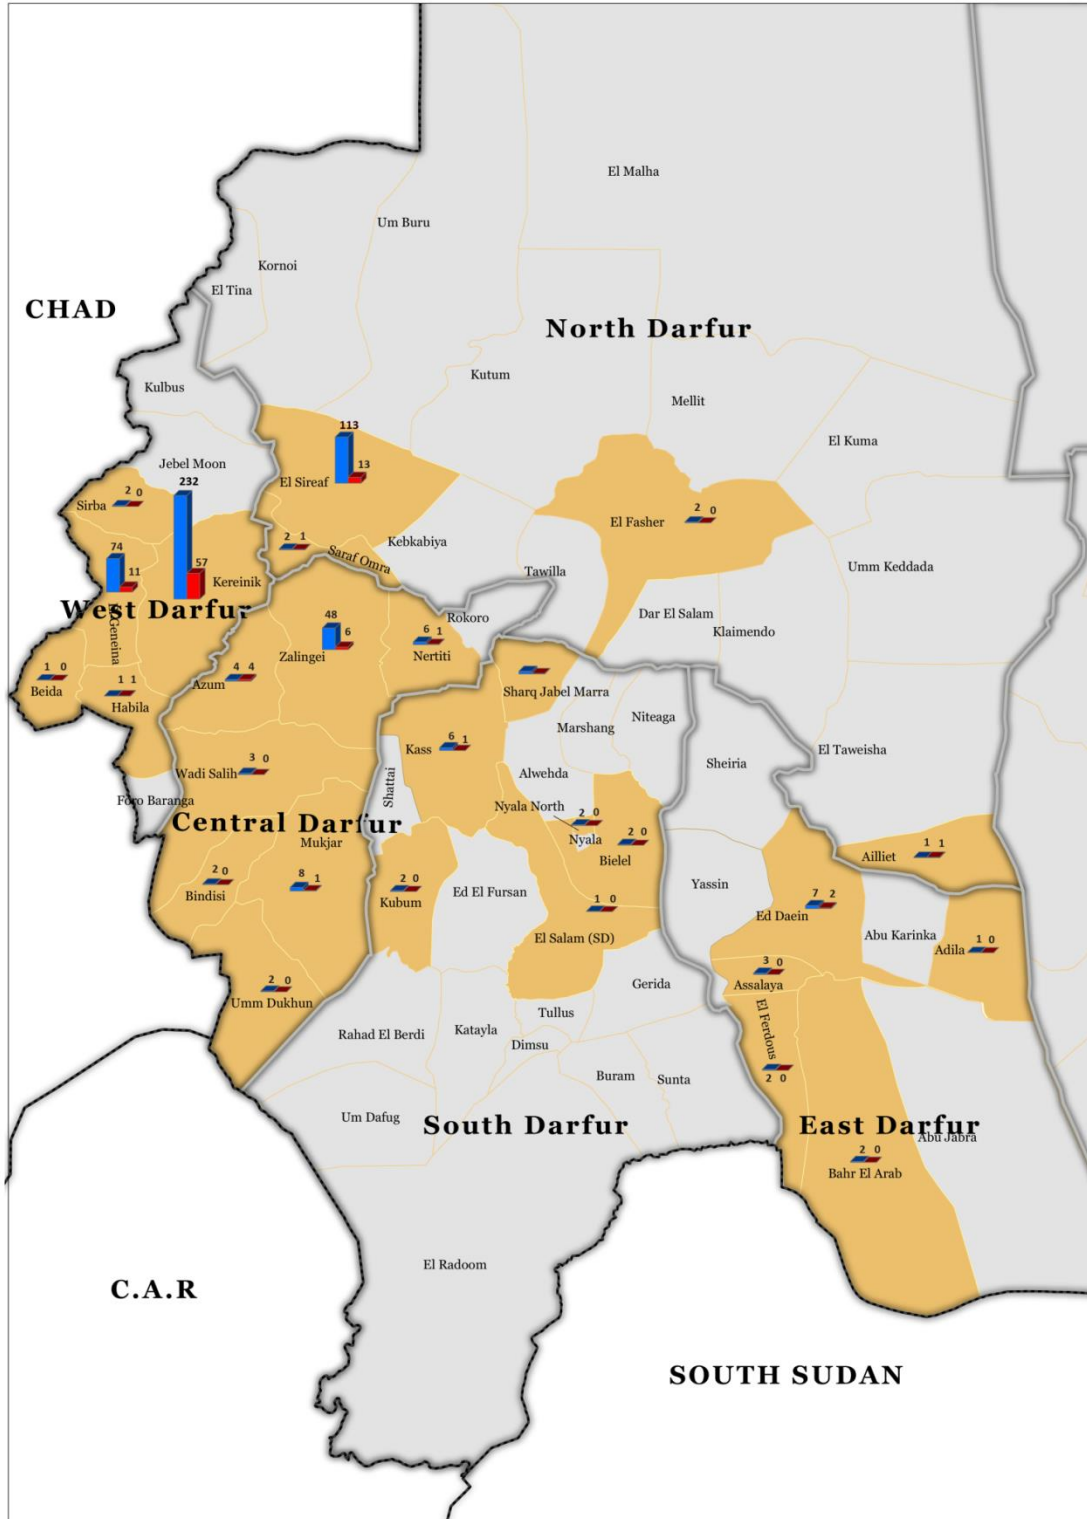 El Malha
Um Buru
Kornoi
El Tina
CHAD
North Darfur
Kutum
Kulbus
Mellit
113
El Kuma
13
Jebel Moon
El Sireaf
232
2 0
Sirba
2 0
El Fasher
2 1
Saraf Omra
Kebkabiya
74
11
57
Kereinik
Tawilla
Umm Keddada
West Darfur
Geneina
Rokoro
Dar El Salam
Klaimendo
48
6
Zalingei
6 1
Nertiti
1 0
Beida
1 1
Habila
4 4
Azum
Sharq Jabel Marra
Marshang
Niteaga
Kass
6 1
El Taweisha
Sheiria
3 0
Wadi Salih
Shattai
Alwehda
Foro Baranga
Nyala North
2 0
Nyala
2 0
Bielel
Central Darfur
Mukjar
1 1
Ailliet
2 0
Bindisi
8 1
2 0
Kubum
Ed El Fursan
Yassin
7 2
Ed Daein
1 0
El Salam (SD)
Abu Karinka
1 0
Adila
2 0
Umm Dukhun
3 0
Assalaya
Gerida
El Ferdous
Rahad El Berdi
Katayla
Tullus
Dimsu
Buram
Sunta
2 0
Um Dafug
South Darfur
East Darfur
Abu Jabra
2 0
Bahr El Arab
El Radoom
C.A.R
SOUTH SUDAN